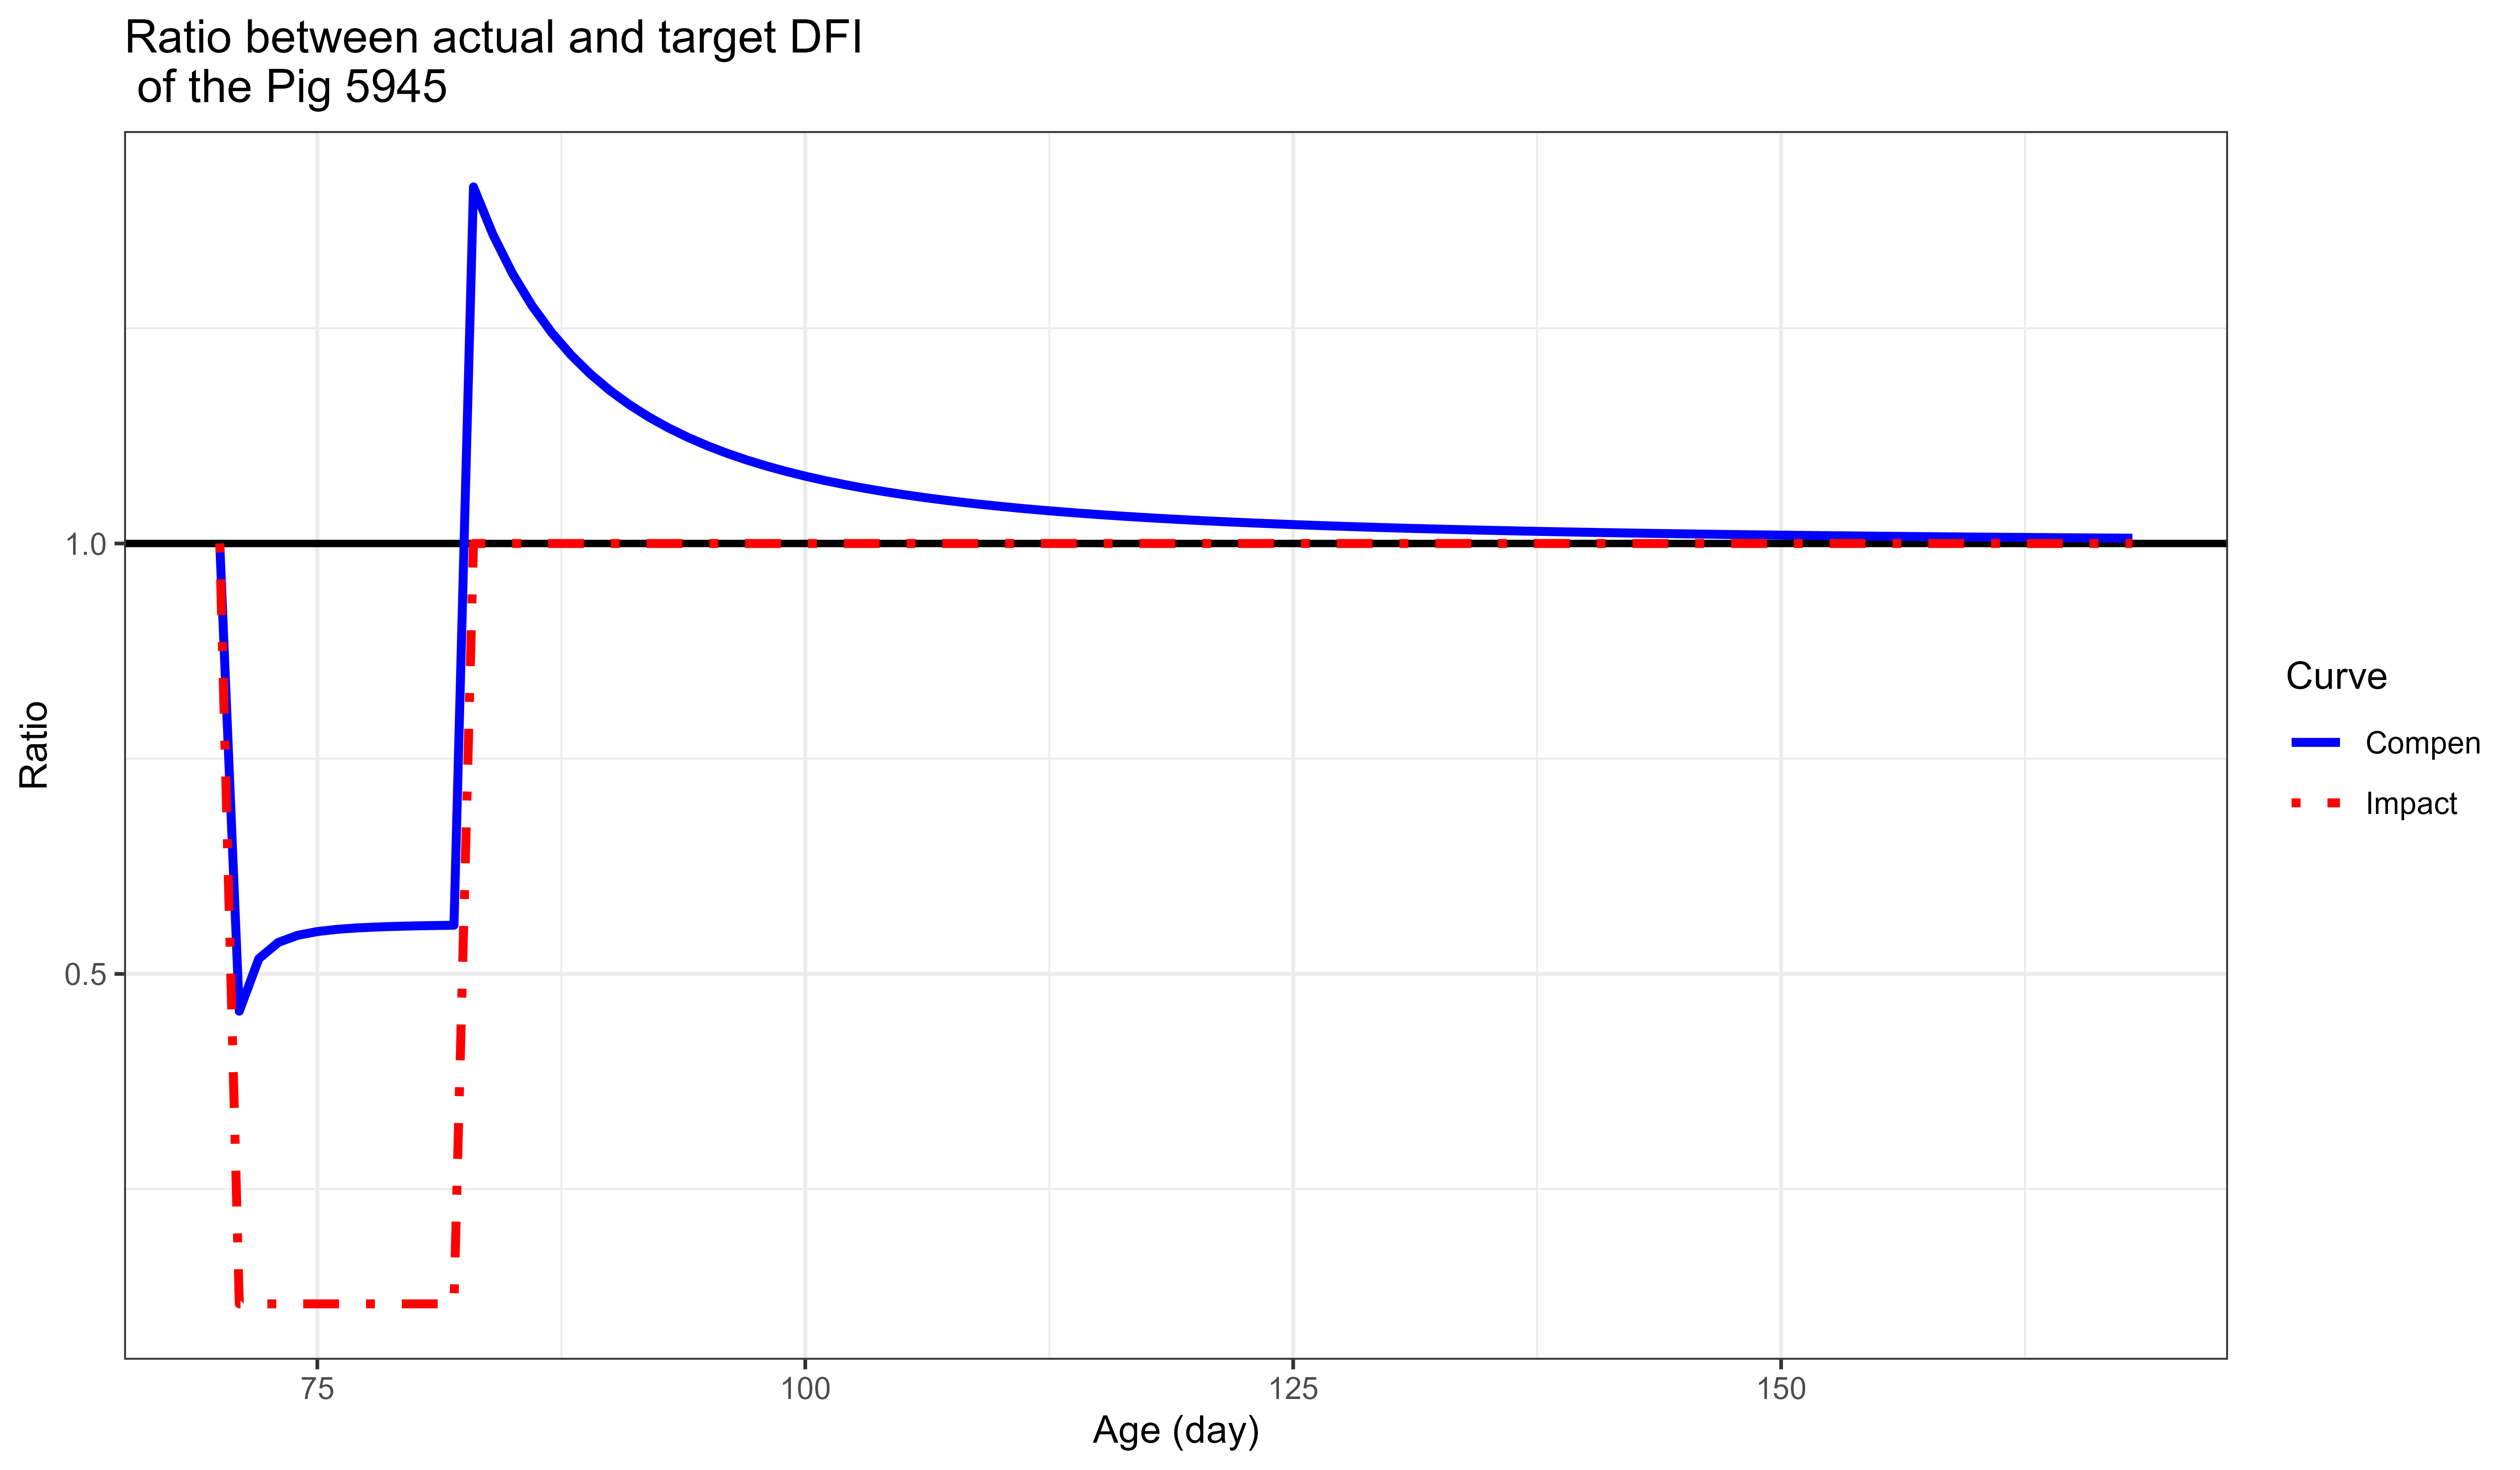 Ratio between actual and target DFI
of the Pig 5945
1.0
0.5
Ratio
75
100
125
150
Age (day)
Curve
Compen
Impact